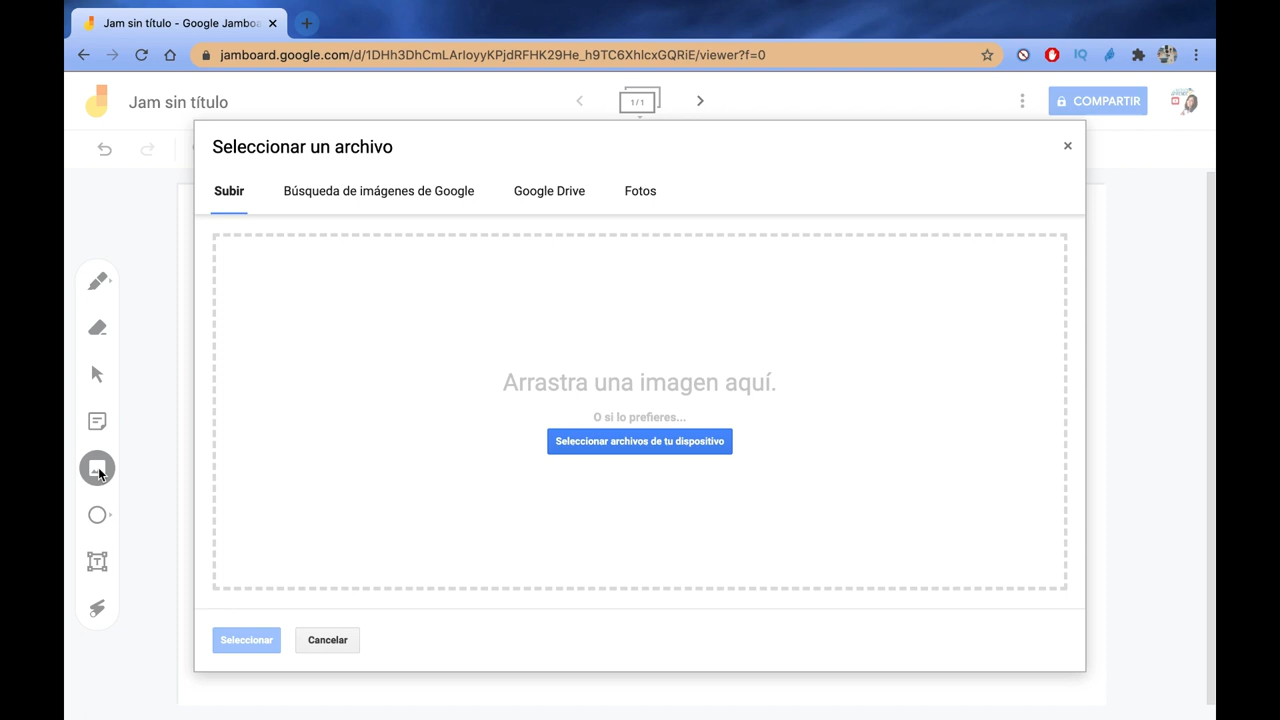 Jam sin título - Google Jamboa
jamboard.google.com/d/1DHh3DhCmLArIoyyKPjdRFHK29He_h9TC6XhIcxGQRiE/viewer?f=0
Jam sin título
1/1
COMPARTIR
Seleccionar un archivo
Subir
Búsqueda de imágenes de Google
Google Drive
Fotos
Arrastra una imagen aquí.
O si lo prefieres...
Seleccionar archivos de tu dispositivo
Seleccionar
Cancelar